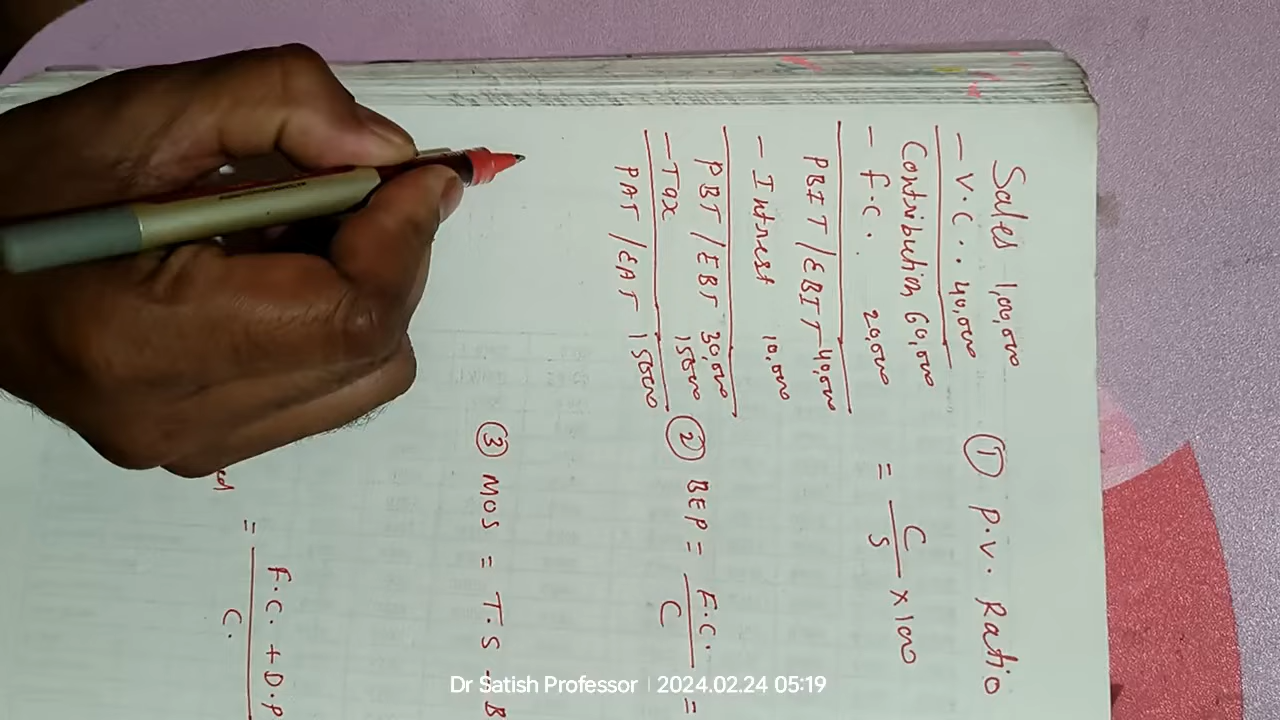 Sales 1,00,000
- V.C.. 40,000
Contribution 60,000
- F.C. 20,000
PBIT/EBIT 40,000
- Intrest 10,000
PBT/EBT 30,000
- Tax 15000
PAT/EAT 15000
① P.V. Ratio
= C/S × 100
② BEP = F.C./C =
③ MOS = T.S - B
= F.C. + D.P
C.
Dr Satish Professor | 2024.02.24 05:19